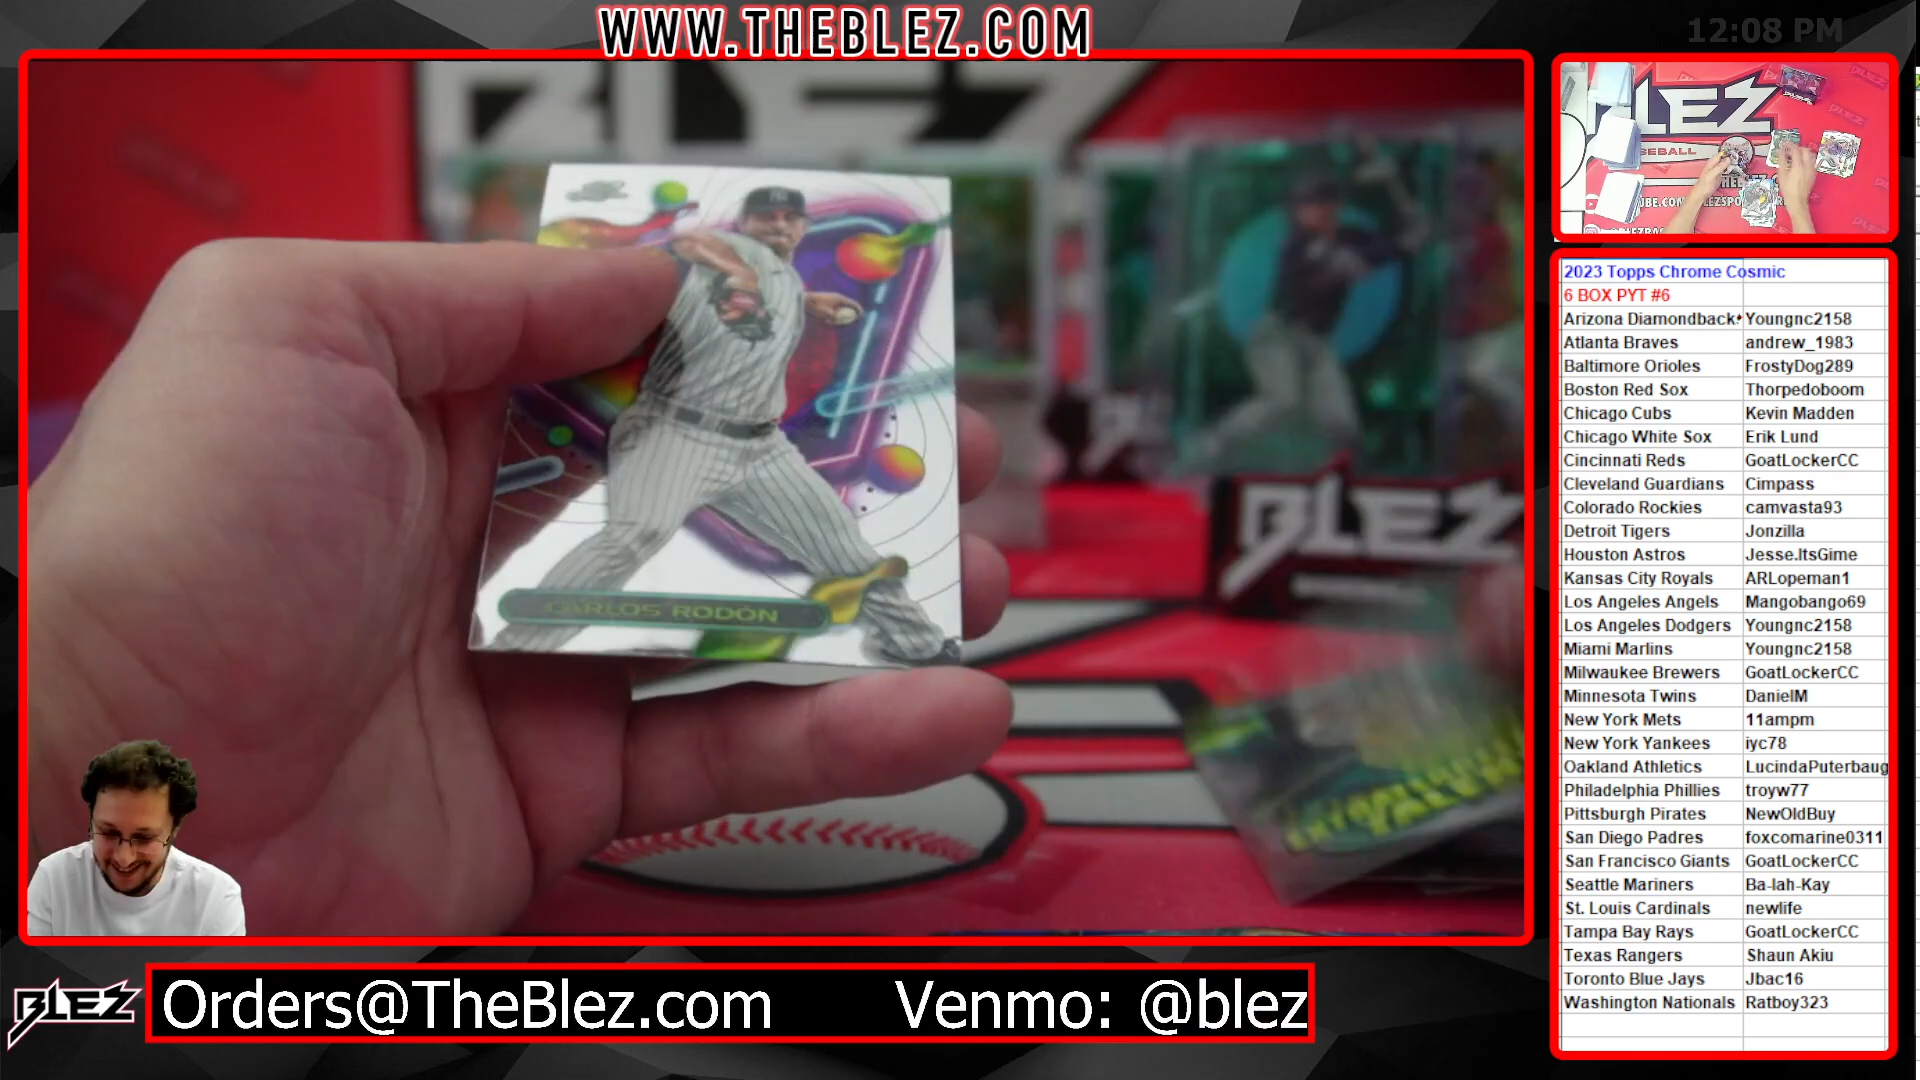 WWW.THEBLEZ.COM
12:08 PM
BLEZ
LEZ
BASEBALL
CARLOS RODÓN
BLEZ
2023 Topps Chrome Cosmic
6 BOX PYT #6
Arizona Diamondback Youngnc2158
Atlanta Braves andrew_1983
Baltimore Orioles FrostyDog289
Boston Red Sox Thorpedoboom
Chicago Cubs Kevin Madden
Chicago White Sox Erik Lund
Cincinnati Reds GoatLockerCC
Cleveland Guardians Cimpass
Colorado Rockies camvasta93
Detroit Tigers Jonzilla
Houston Astros Jesse.ItsGime
Kansas City Royals ARLopeman1
Los Angeles Angels Mangobango69
Los Angeles Dodgers Youngnc2158
Miami Marlins Youngnc2158
Milwaukee Brewers GoatLockerCC
Minnesota Twins DanielM
New York Mets 11ampm
New York Yankees iyc78
Oakland Athletics LucindaPuterbaug
Philadelphia Phillies troyw77
Pittsburgh Pirates NewOldBuy
San Diego Padres foxcomarine0311
San Francisco Giants GoatLockerCC
Seattle Mariners Ba-lah-Kay
St. Louis Cardinals newlife
Tampa Bay Rays GoatLockerCC
Texas Rangers Shaun Akiu
Toronto Blue Jays Jbac16
Washington Nationals Ratboy323
BLEZ
Orders@TheBlez.com Venmo: @blez